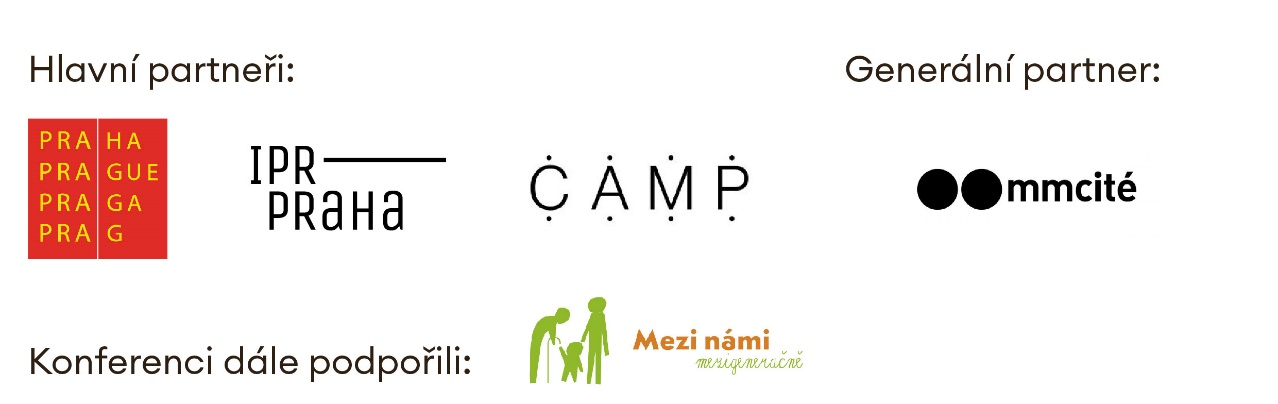 Hlavní partneři:
Generální partner:
PRA HA
PRA GUE
PRA GA
PRA G
IPR
PRAHA
CAMP
mmcité
Konferenci dále podpořili:
Mezi námi
mezigeneračně